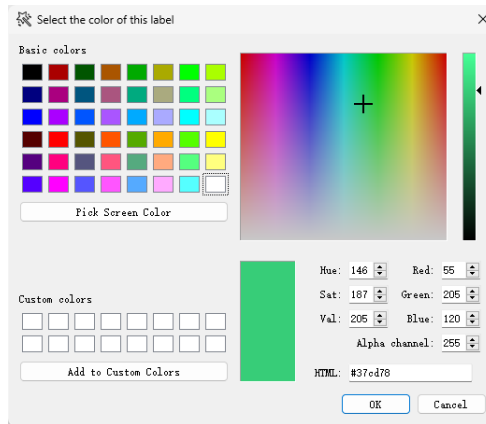 Select the color of this label
Basic colors
Pick Screen Color
Hue: 146 Red: 55
Sat: 187 Green: 205
Val: 205 Blue: 120
Alpha channel: 255
HTML: #37cd78
Custom colors
Add to Custom Colors
OK Cancel